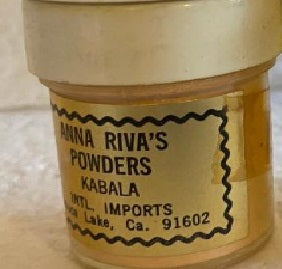 ANNA RIVA'S
POWDERS
KABALA
INTL. IMPORTS
Lake, Ca. 91602